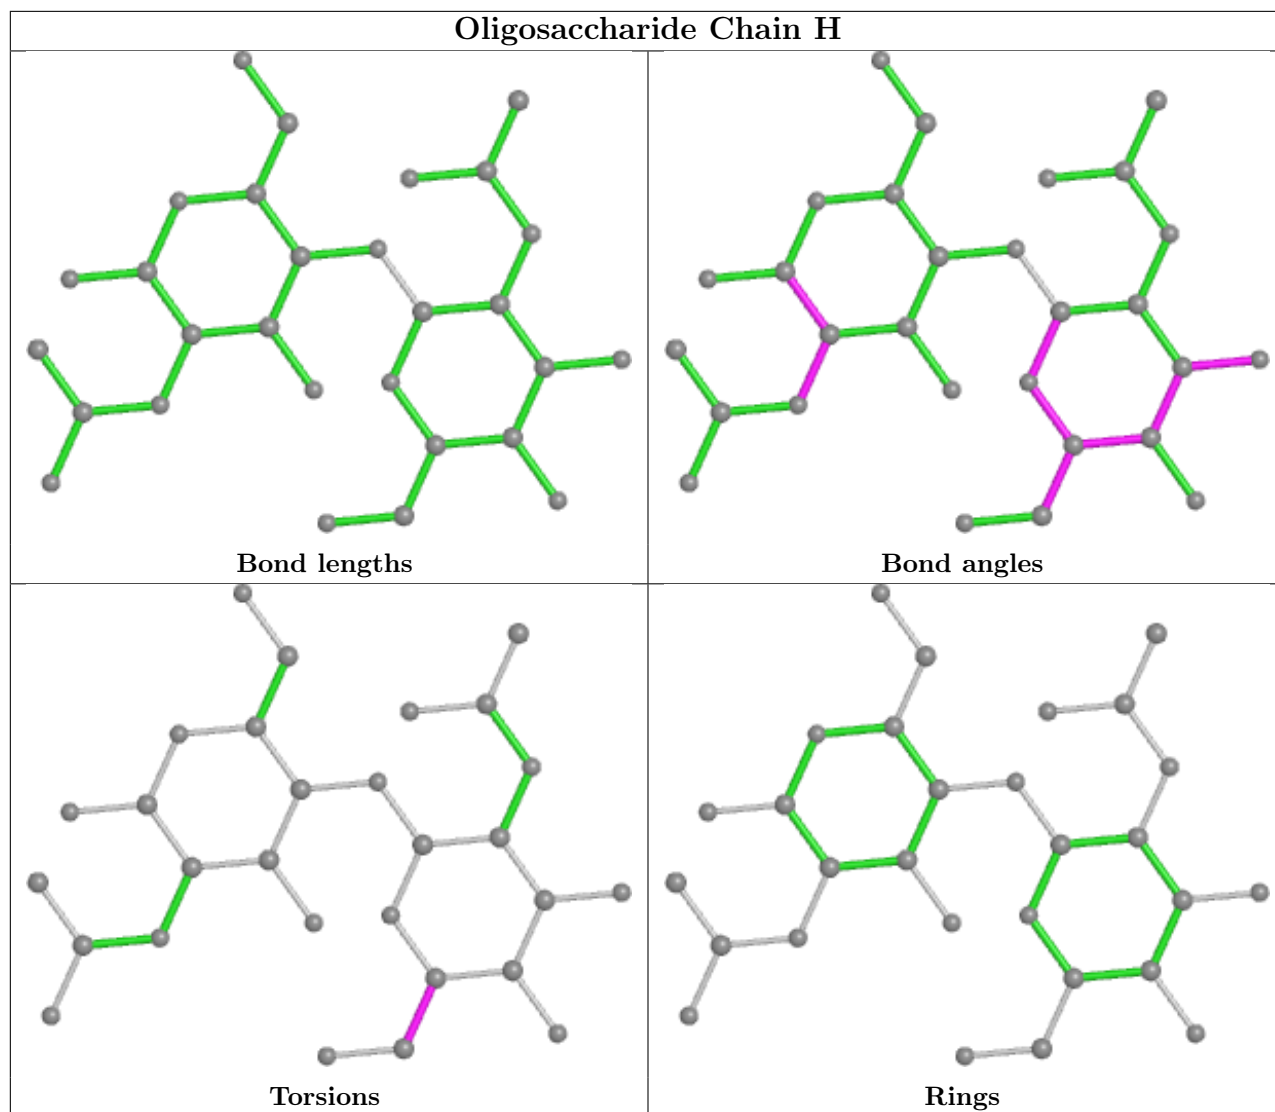 Oligosaccharide Chain H
Bond lengths
Bond angles
Torsions
Rings